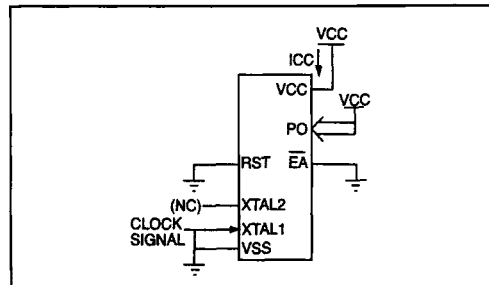 VCC
ICC
VCC
VCC
PO
RST
EA
(NC)
XTAL2
CLOCK
SIGNAL
XTAL1
VSS